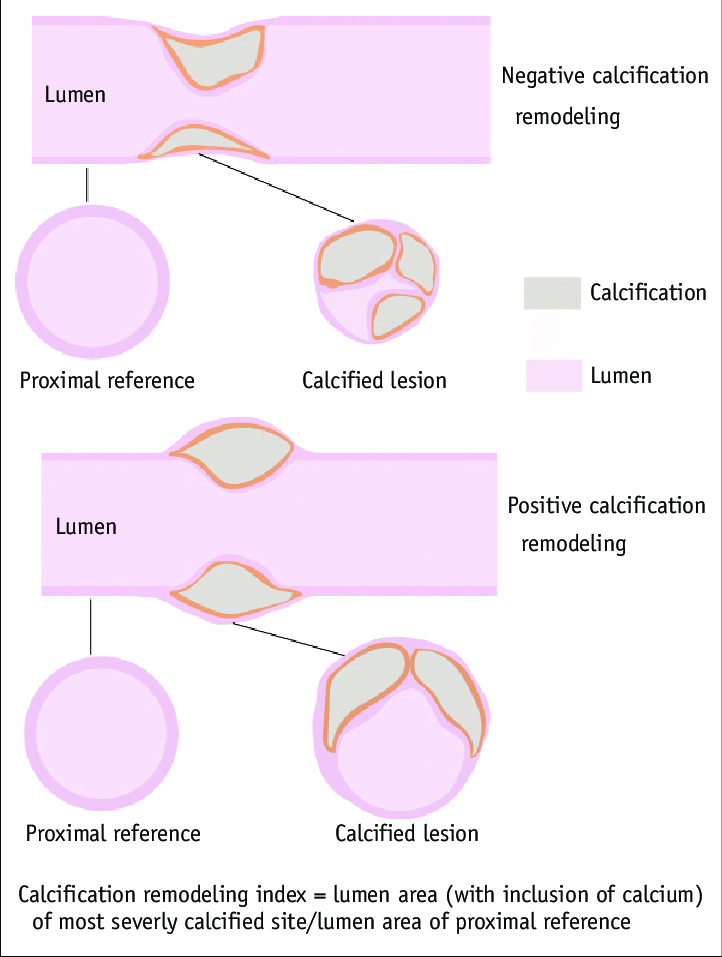 Lumen
Negative calcification
remodeling
Calcification
Lumen
Proximal reference
Calcified lesion
Lumen
Positive calcification
remodeling
Proximal reference
Calcified lesion
Calcification remodeling index = lumen area (with inclusion of calcium)
of most severly calcified site/lumen area of proximal reference